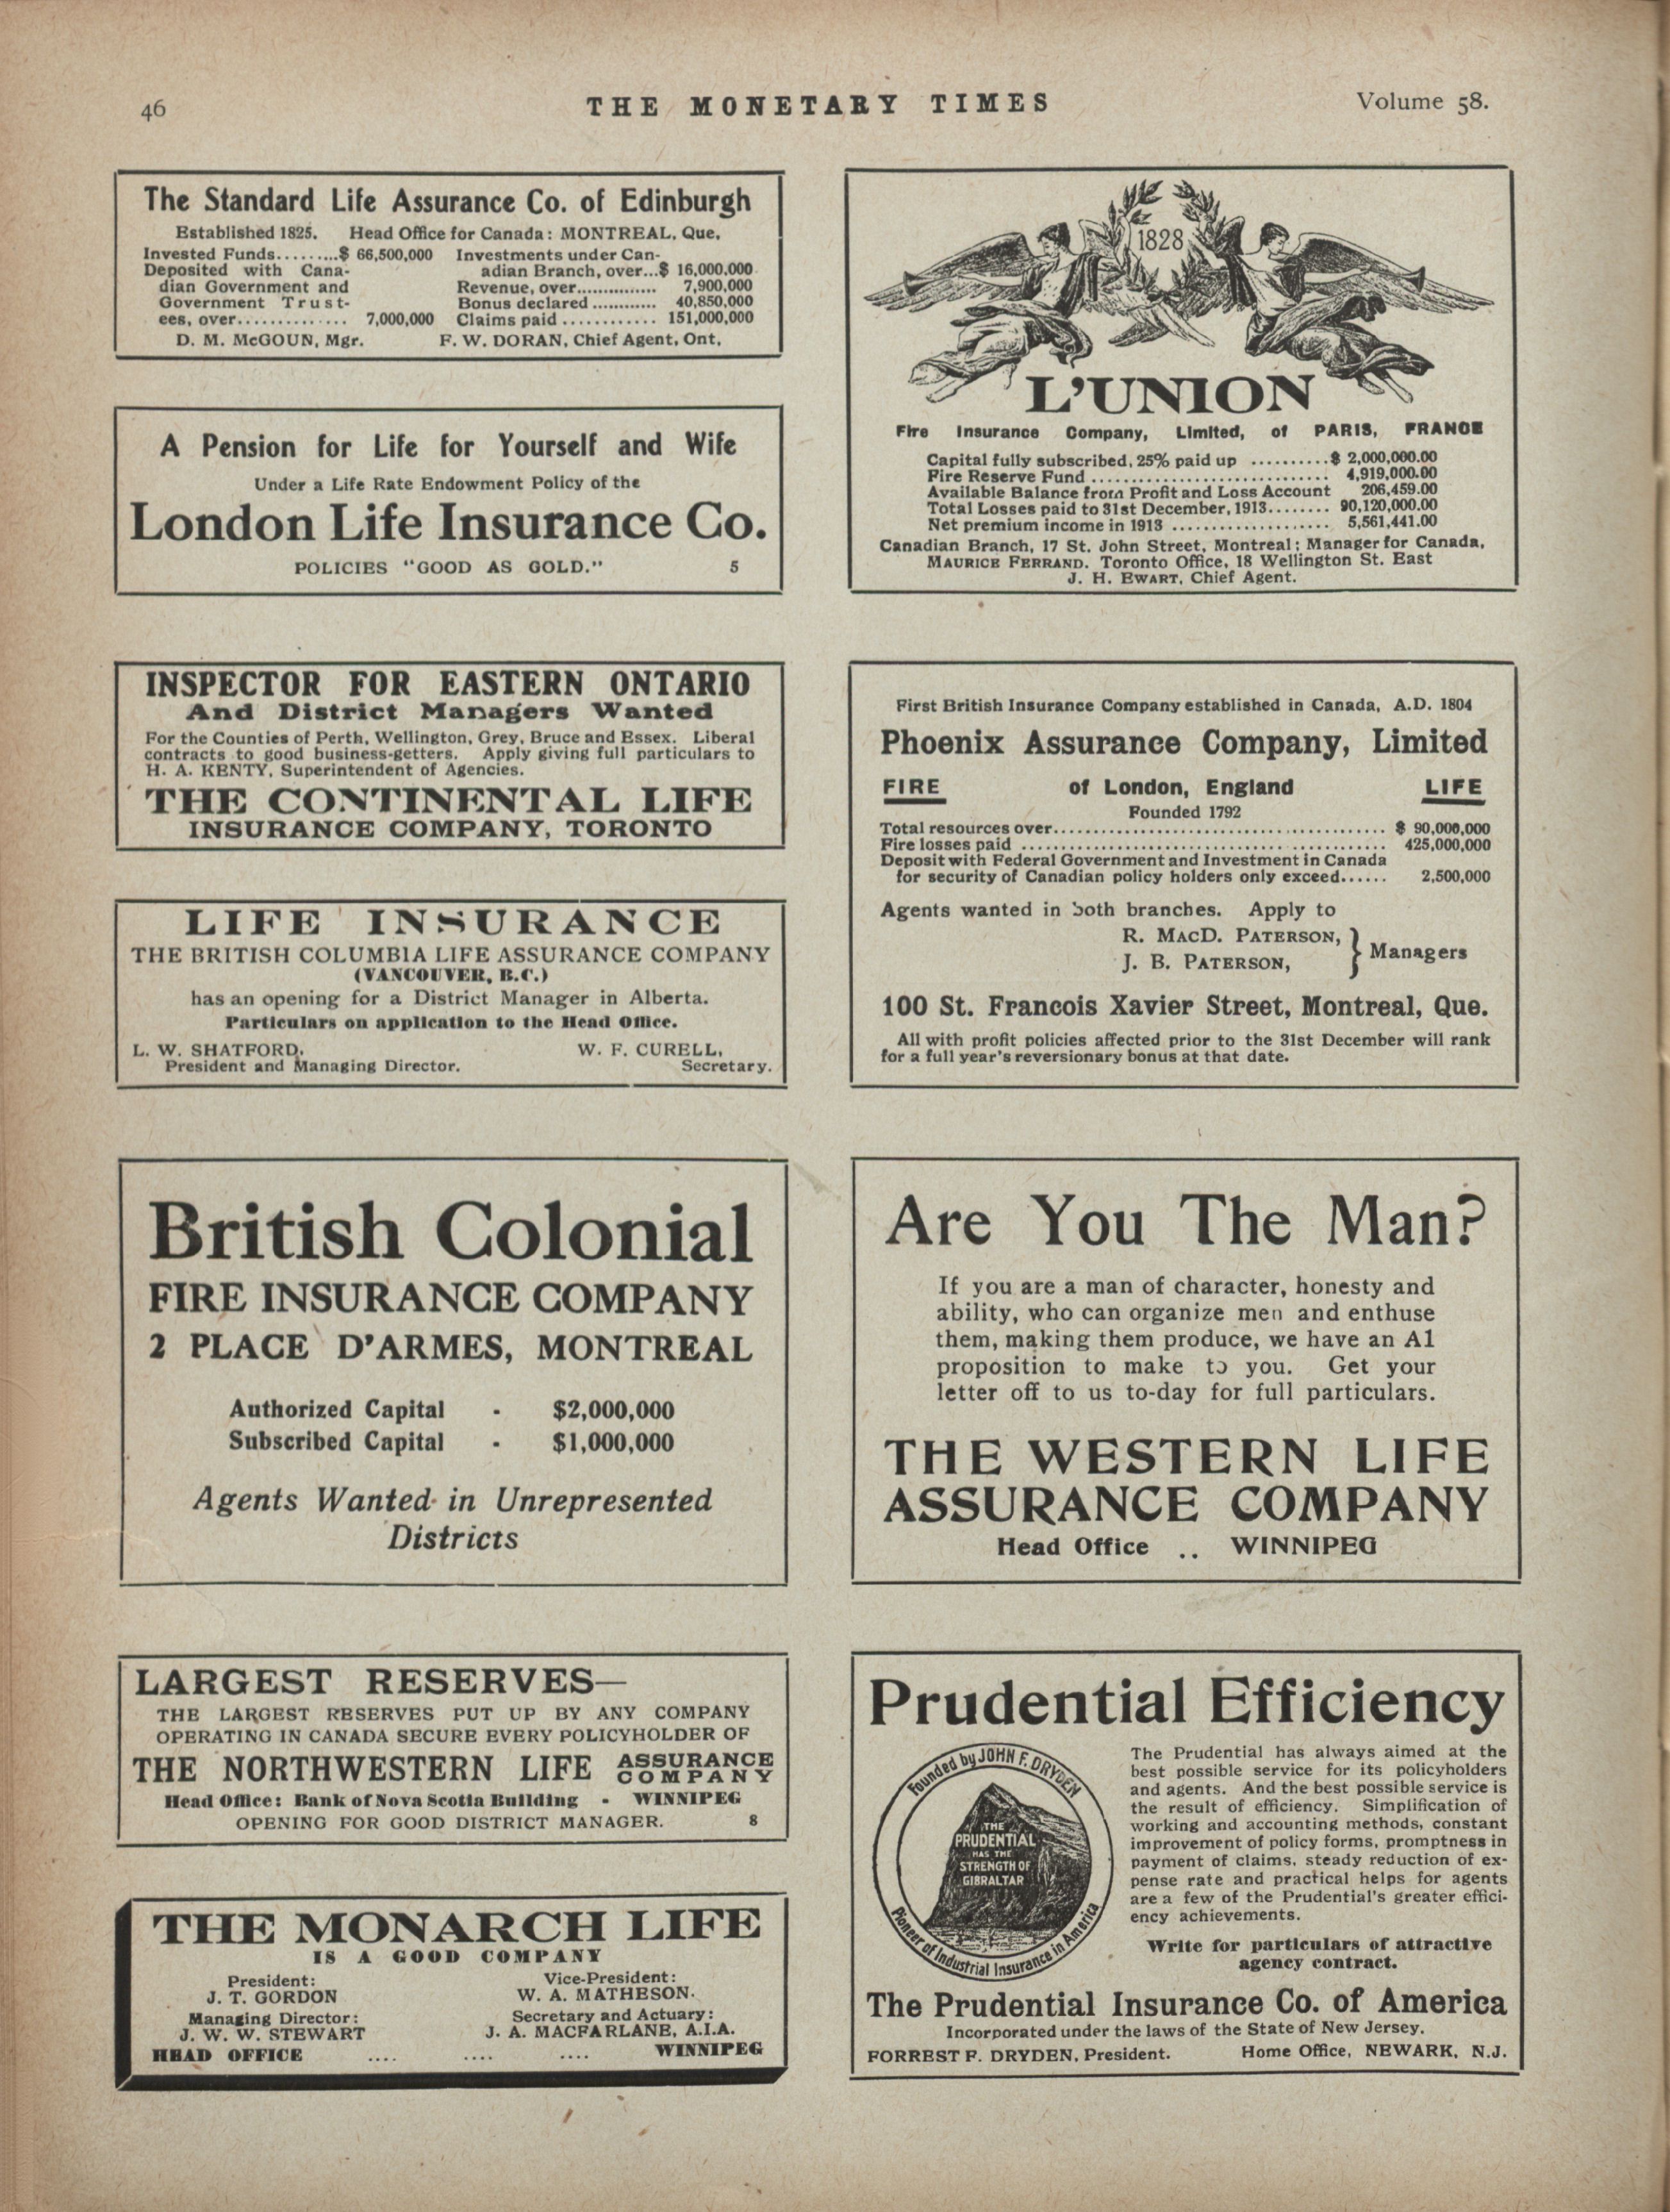 46
THE MONETARY TIMES
Volume 58.
The Standard Life Assurance Co. of Edinburgh
Established 1825. Head Office for Canada: MONTREAL, Que.
Invested Funds.........$ 66,500,000
Deposited with Cana-
dian Government and
Government Trust-
ees, over.............. 7,000,000
Investments under Can-
adian Branch, over...$ 16,000,000
Revenue, over............... 7,900,000
Bonus declared ............ 40,850,000
Claims paid ............ 151,000,000
D. M. McGOUN, Mgr. F. W. DORAN, Chief Agent, Ont.
A Pension for Life for Yourself and Wife
Under a Life Rate Endowment Policy of the
London Life Insurance Co.
POLICIES "GOOD AS GOLD." 5
INSPECTOR FOR EASTERN ONTARIO
And District Managers Wanted
For the Counties of Perth, Wellington, Grey, Bruce and Essex. Liberal
contracts to good business-getters. Apply giving full particulars to
H. A. KENTY, Superintendent of Agencies.
THE CONTINENTAL LIFE
INSURANCE COMPANY, TORONTO
LIFE INSURANCE
THE BRITISH COLUMBIA LIFE ASSURANCE COMPANY
(VANCOUVER, B.C.)
has an opening for a District Manager in Alberta.
Particulars on application to the Head Office.
L. W. SHATFORD, W. F. CURELL,
President and Managing Director. Secretary.
British Colonial
FIRE INSURANCE COMPANY
2 PLACE D'ARMES, MONTREAL
Authorized Capital - $2,000,000
Subscribed Capital - $1,000,000
Agents Wanted in Unrepresented
Districts
LARGEST RESERVES—
THE LARGEST RESERVES PUT UP BY ANY COMPANY
OPERATING IN CANADA SECURE EVERY POLICYHOLDER OF
THE NORTHWESTERN LIFE ASSURANCE COMPANY
Head Office: Bank of Nova Scotia Building - WINNIPEG
OPENING FOR GOOD DISTRICT MANAGER. 8
THE MONARCH LIFE
IS A GOOD COMPANY
President: Vice-President:
J. T. GORDON W. A. MATHESON.
Managing Director: Secretary and Actuary:
J. W. W. STEWART J. A. MACFARLANE, A.I.A.
HEAD OFFICE .... .... .... WINNIPEG
1828
L'UNION
Fire Insurance Company, Limited, of PARIS, FRANCE
Capital fully subscribed, 25% paid up ..........$ 2,000,000.00
Fire Reserve Fund .............................. 4,919,000.00
Available Balance from Profit and Loss Account 206,459.00
Total Losses paid to 31st December, 1913........ 90,120,000.00
Net premium income in 1913 .................... 5,561,441.00
Canadian Branch, 17 St. John Street, Montreal; Manager for Canada,
MAURICE FERRAND. Toronto Office, 18 Wellington St. East
J. H. EWART, Chief Agent.
First British Insurance Company established in Canada, A.D. 1804
Phoenix Assurance Company, Limited
FIRE of London, England LIFE
Founded 1792
Total resources over.......................................... $ 90,000,000
Fire losses paid .............................................. 425,000,000
Deposit with Federal Government and Investment in Canada
for security of Canadian policy holders only exceed...... 2,500,000
Agents wanted in both branches. Apply to
R. MACD. PATERSON,
J. B. PATERSON, } Managers
100 St. Francois Xavier Street, Montreal, Que.
All with profit policies affected prior to the 31st December will rank
for a full year's reversionary bonus at that date.
Are You The Man?
If you are a man of character, honesty and
ability, who can organize men and enthuse
them, making them produce, we have an A1
proposition to make to you. Get your
letter off to us to-day for full particulars.
THE WESTERN LIFE
ASSURANCE COMPANY
Head Office .. WINNIPEG
Prudential Efficiency
Founded by JOHN F. DRYDEN
THE
PRUDENTIAL
HAS THE
STRENGTH OF
GIBRALTAR
Pioneer of Industrial Insurance in America
The Prudential has always aimed at the
best possible service for its policyholders
and agents. And the best possible service is
the result of efficiency. Simplification of
working and accounting methods, constant
improvement of policy forms, promptness in
payment of claims, steady reduction of ex-
pense rate and practical helps for agents
are a few of the Prudential's greater effici-
ency achievements.
Write for particulars of attractive
agency contract.
The Prudential Insurance Co. of America
Incorporated under the laws of the State of New Jersey.
FORREST F. DRYDEN, President. Home Office, NEWARK, N.J.